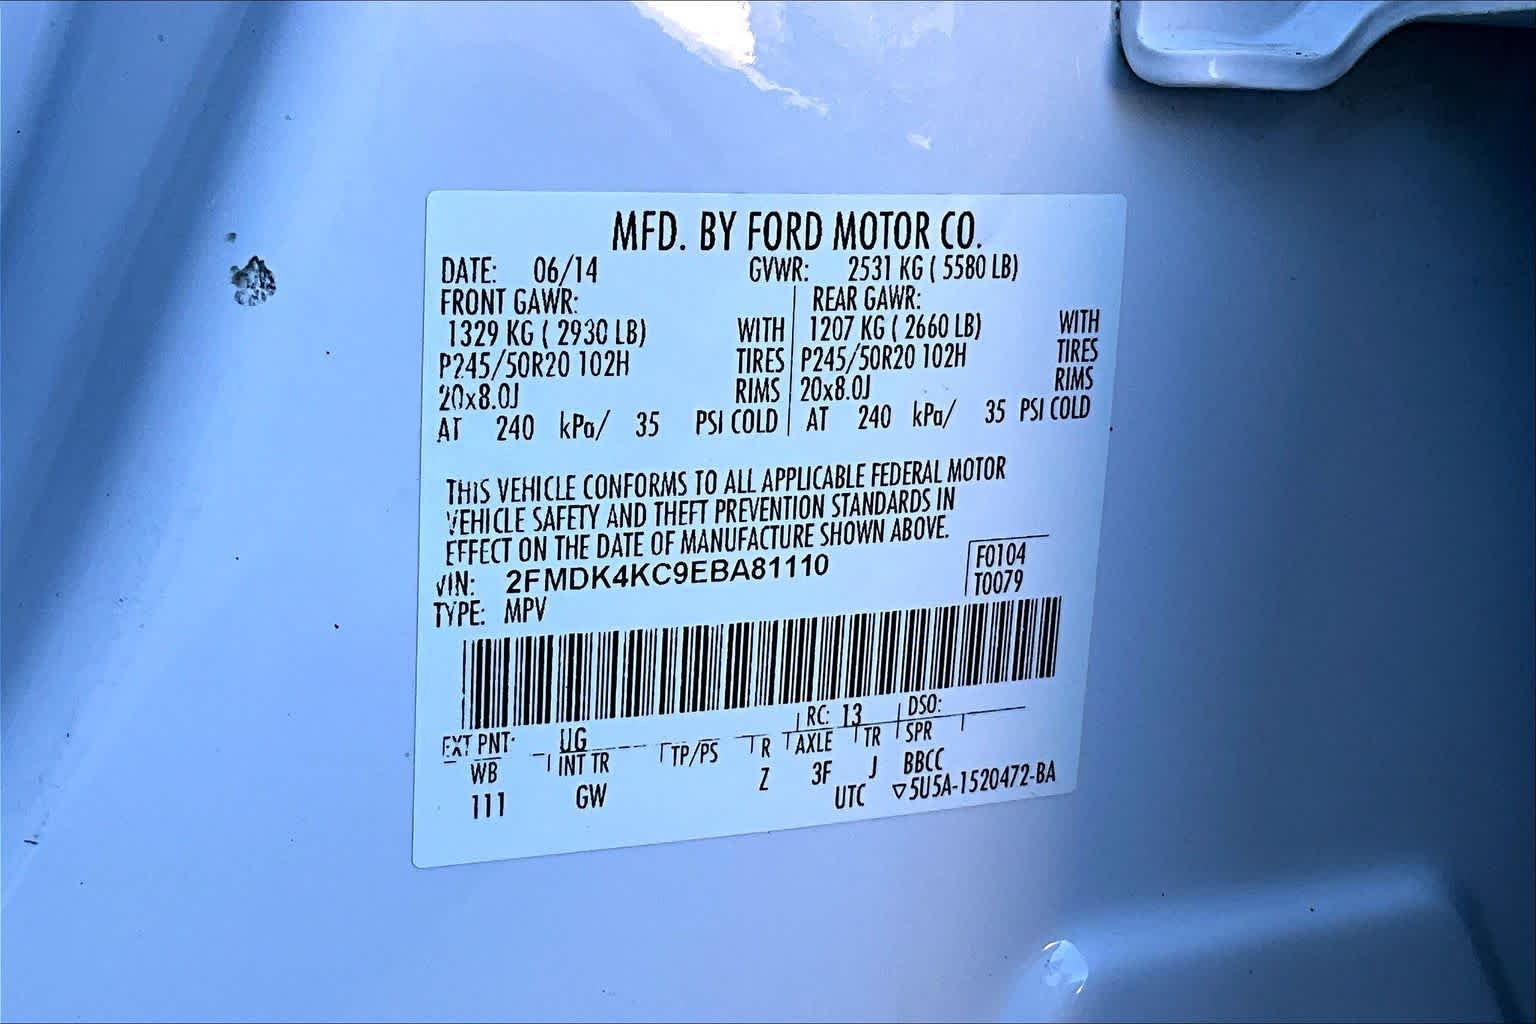 MFD. BY FORD MOTOR CO.
DATE: 06/14 GVWR: 2531 KG ( 5580 LB)
FRONT GAWR: REAR GAWR:
1329 KG ( 2930 LB) WITH 1207 KG ( 2660 LB) WITH
P245/50R20 102H TIRES P245/50R20 102H TIRES
20x8.0J RIMS 20x8.0J RIMS
AT 240 kPa/ 35 PSI COLD AT 240 kPa/ 35 PSI COLD
THIS VEHICLE CONFORMS TO ALL APPLICABLE FEDERAL MOTOR
VEHICLE SAFETY AND THEFT PREVENTION STANDARDS IN
EFFECT ON THE DATE OF MANUFACTURE SHOWN ABOVE.
VIN: 2FMDK4KC9EBA81110 F0104
TYPE: MPV T0079
EXT PNT: UG RC: 13 DSO:
WB INT TR TP/PS R AXLE TR SPR
111 GW Z 3F J BBCC
UTC ▽5U5A-1520472-BA